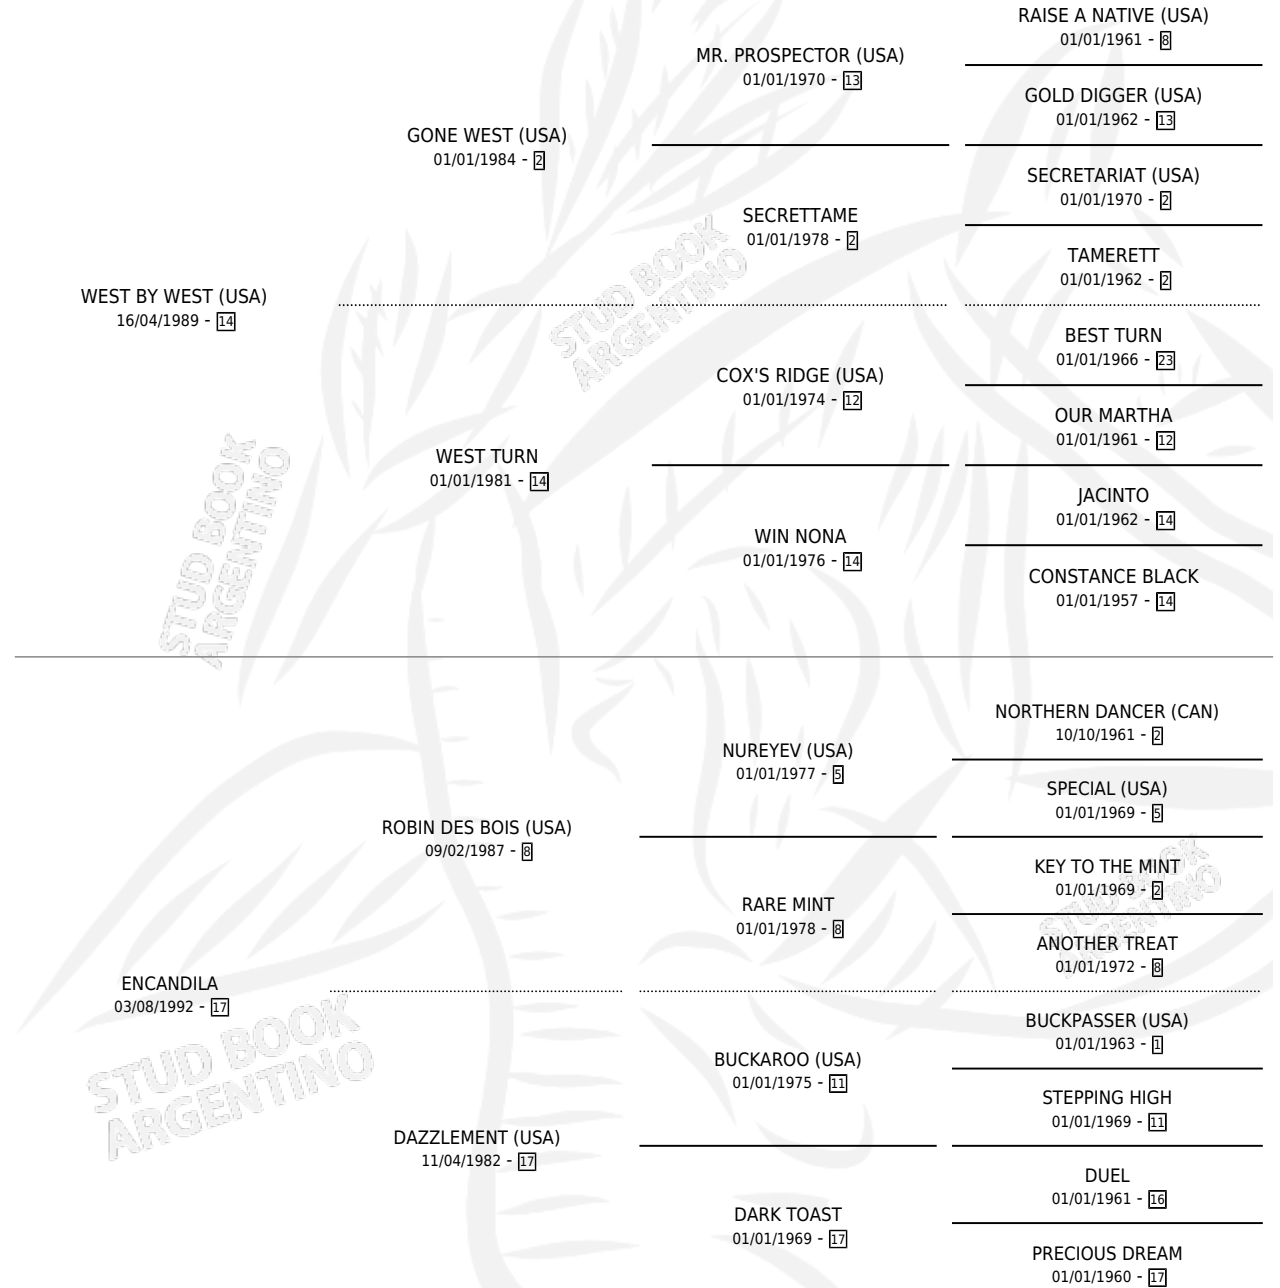 RAISE A NATIVE (USA)
01/01/1961 - 8
MR. PROSPECTOR (USA)
01/01/1970 - 13
GOLD DIGGER (USA)
01/01/1962 - 13
GONE WEST (USA)
01/01/1984 - 2
SECRETARIAT (USA)
01/01/1970 - 2
SECRETTAME
01/01/1978 - 2
TAMERETT
01/01/1962 - 2
WEST BY WEST (USA)
16/04/1989 - 14
BEST TURN
01/01/1966 - 23
COX'S RIDGE (USA)
01/01/1974 - 12
OUR MARTHA
01/01/1961 - 12
WEST TURN
01/01/1981 - 14
JACINTO
01/01/1962 - 14
WIN NONA
01/01/1976 - 14
CONSTANCE BLACK
01/01/1957 - 14
NORTHERN DANCER (CAN)
10/10/1961 - 2
NUREYEV (USA)
01/01/1977 - 5
SPECIAL (USA)
01/01/1969 - 5
ROBIN DES BOIS (USA)
09/02/1987 - 8
KEY TO THE MINT
01/01/1969 - 2
RARE MINT
01/01/1978 - 8
ANOTHER TREAT
01/01/1972 - 8
ENCANDILA
03/08/1992 - 17
BUCKPASSER (USA)
01/01/1963 - 1
BUCKAROO (USA)
01/01/1975 - 11
STEPPING HIGH
01/01/1969 - 11
DAZZLEMENT (USA)
11/04/1982 - 17
DUEL
01/01/1961 - 16
DARK TOAST
01/01/1969 - 17
PRECIOUS DREAM
01/01/1960 - 17
STUD BOOK
ARGENTINO
STUD BOOK
ARGENTINO
STUD BOOK
ARGENTINO
STUD BOOK
ARGENTINO